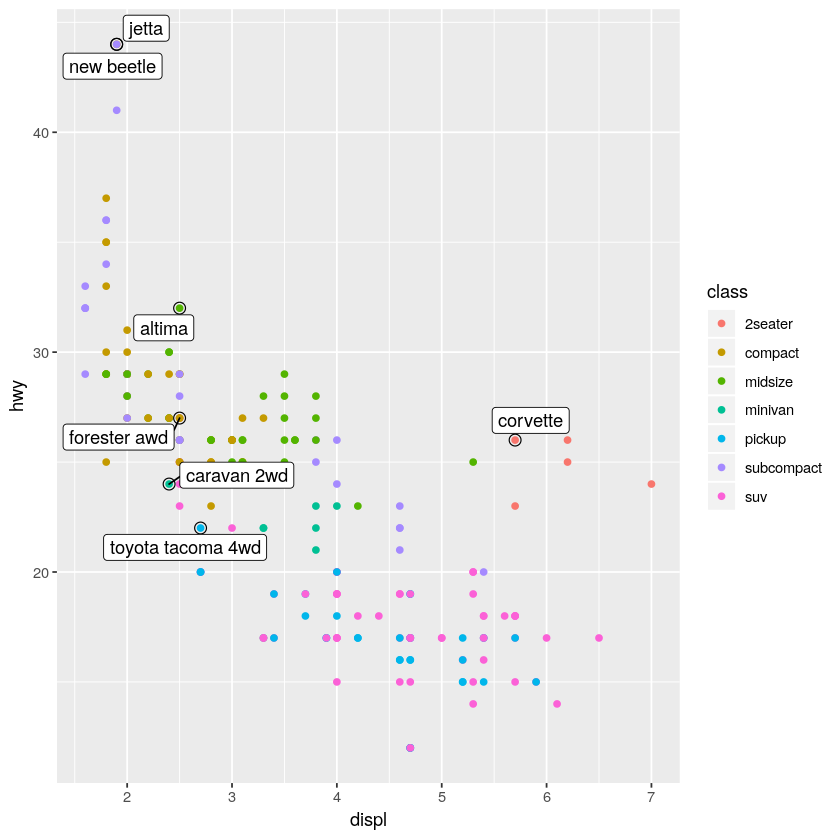 jetta
new beetle
altima
forester awd
caravan 2wd
toyota tacoma 4wd
corvette
40
30
20
hwy
2
3
4
5
6
7
displ
class
2seater
compact
midsize
minivan
pickup
subcompact
suv